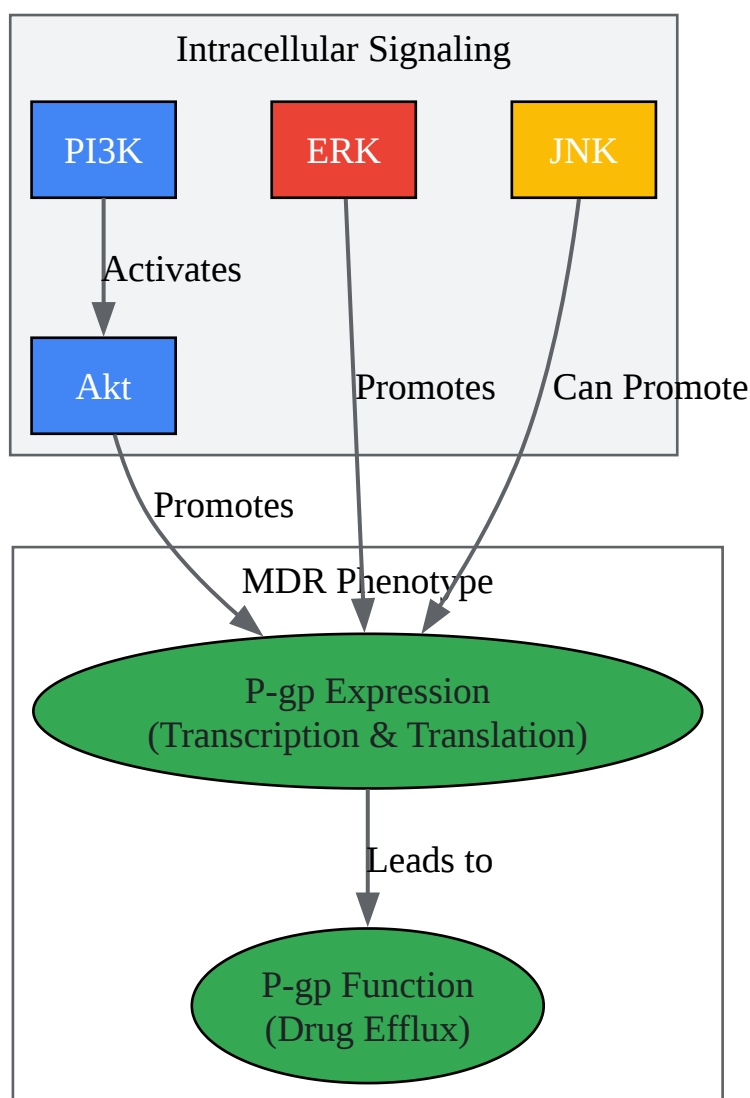 Intracellular Signaling
PI3K
ERK
JNK
Activates
Akt
Promotes
Can Promote
Promotes
MDR Phenotype
P-gp Expression
(Transcription & Translation)
Leads to
P-gp Function
(Drug Efflux)